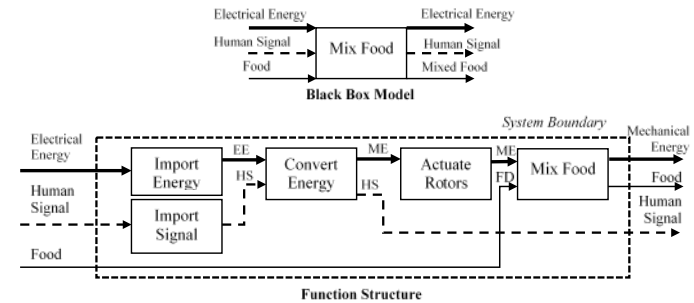 Electrical Energy
Electrical Energy
Human Signal
Mix Food
Human Signal
Food
Mixed Food
Black Box Model
System Boundary
Electrical
Energy
Mechanical
Energy
Import
Energy
EE
HS
Convert
Energy
ME
HS
Actuate
Rotors
ME
FD
Mix Food
Food
Human
Signal
Human
Signal
Import
Signal
Food
Function Structure